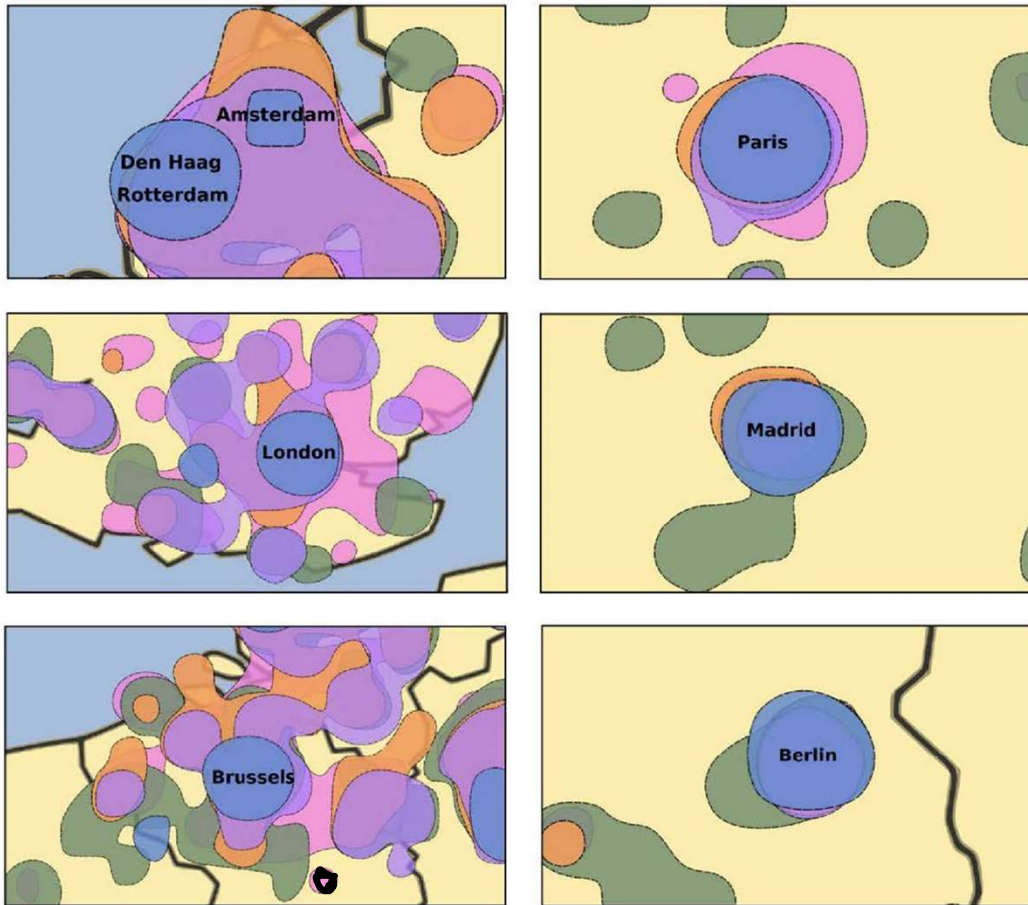 Amsterdam
Den Haag
Rotterdam
Paris
London
Madrid
Brussels
Berlin